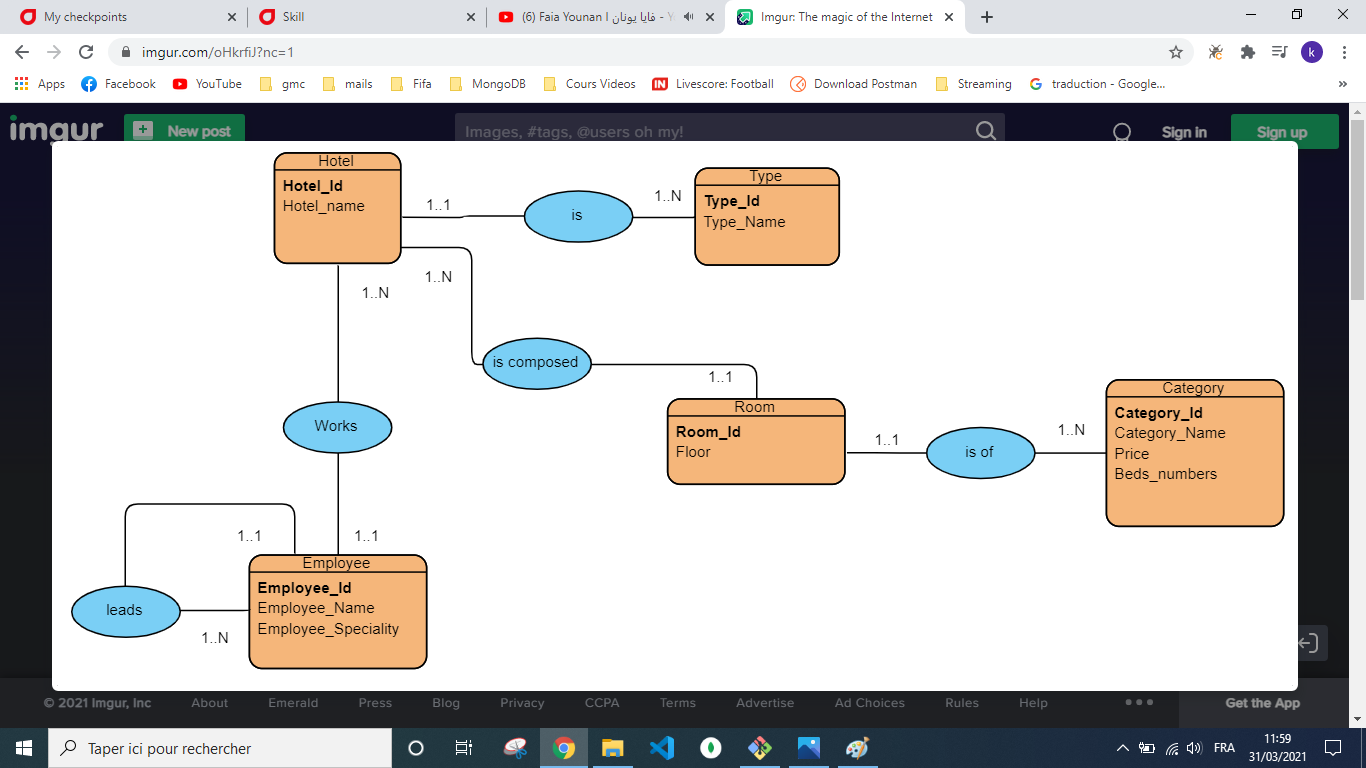 My checkpoints
Skill
(6) Faia Younan | فايا يونان - Y
Imgur: The magic of the Internet
imgur.com/oHkrfiJ?nc=1
k
Apps
Facebook
YouTube
gmc
mails
Fifa
MongoDB
Cours Videos
Livescore: Football
Download Postman
Streaming
traduction - Google...
imgur
New post
Images, #tags, @users oh my!
Sign in
Sign up
Hotel
Hotel_Id
Hotel_name
1..1
is
1..N
Type
Type_Id
Type_Name
1..N
1..N
is composed
1..1
Room
Room_Id
Floor
1..1
is of
1..N
Category
Category_Id
Category_Name
Price
Beds_numbers
Works
1..1
1..1
Employee
Employee_Id
Employee_Name
Employee_Speciality
leads
1..N
© 2021 Imgur, Inc
About
Emerald
Press
Blog
Privacy
CCPA
Terms
Advertise
Ad Choices
Rules
Help
Get the App
Taper ici pour rechercher
FRA
11:59
31/03/2021